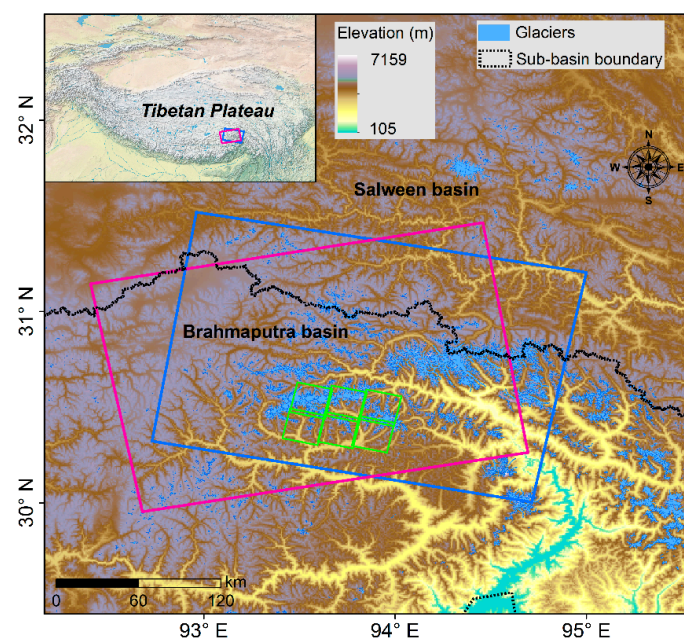 Tibetan Plateau
Elevation (m)
7159
105
Glaciers
Sub-basin boundary
N
W
E
S
Salween basin
Brahmaputra basin
32° N
31° N
30° N
km
0
60
120
93° E
94° E
95° E